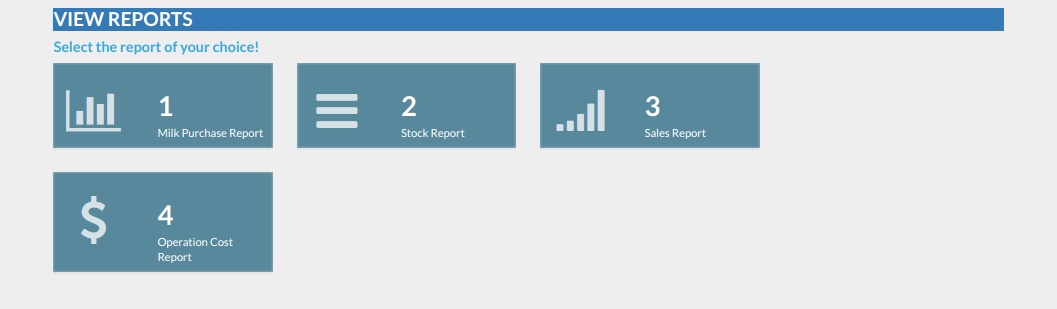 VIEW REPORTS
Select the report of your choice!
1
Milk Purchase Report
2
Stock Report
3
Sales Report
4
Operation Cost
Report